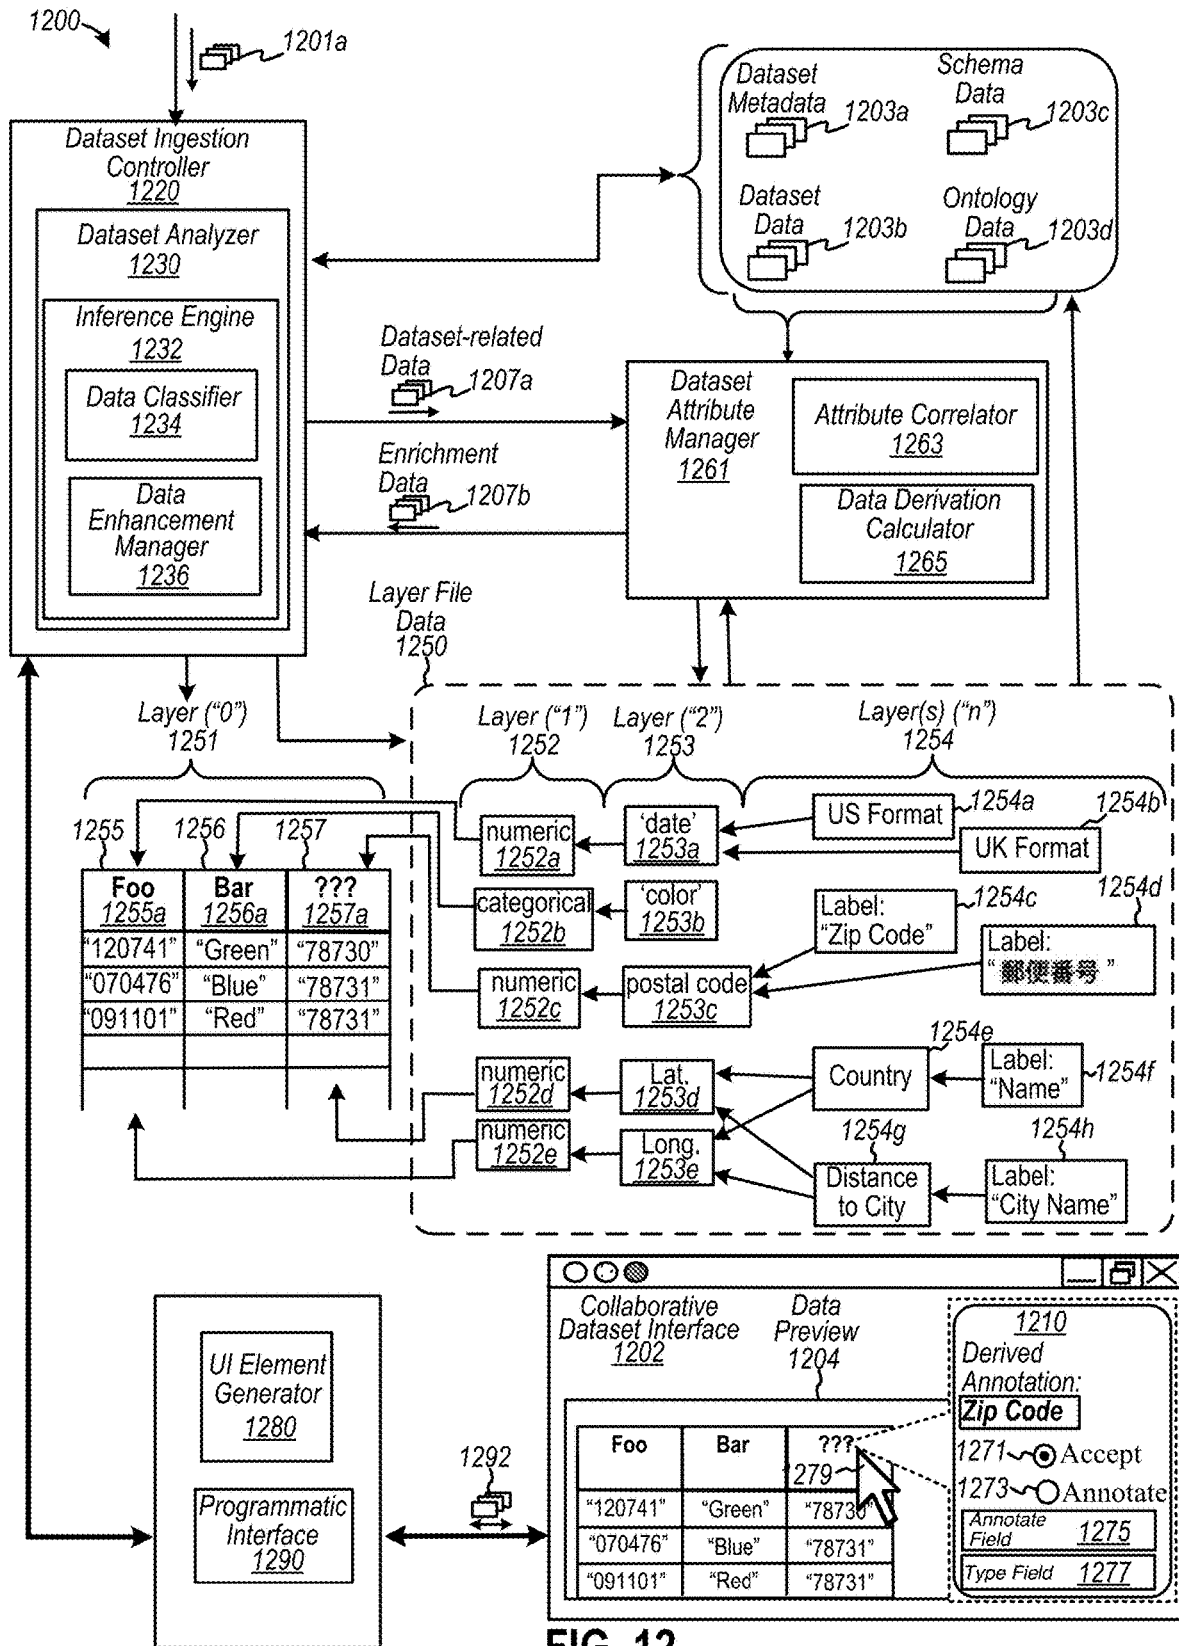 1200
1201a
Dataset Ingestion
Controller
1220
Dataset Analyzer
1230
Inference Engine
1232
Data Classifier
1234
Data
Enhancement
Manager
1236
Dataset
Metadata
1203a
Schema
Data
1203c
Dataset
Data
1203b
Ontology
Data
1203d
Dataset-related
Data
1207a
Enrichment
Data
1207b
Dataset
Attribute
Manager
1261
Attribute Correlator
1263
Data Derivation
Calculator
1265
Layer File
Data
1250
Layer ("0")
1251
Layer ("1")
1252
Layer ("2")
1253
Layer(s) ("n")
1254
1255
1256
1257
Foo
1255a
Bar
1256a
???
1257a
"120741" "Green" "78730"
"070476" "Blue" "78731"
"091101" "Red" "78731"
numeric
1252a
'date'
1253a
US Format
1254a
UK Format
1254b
categorical
1252b
'color'
1253b
Label:
"Zip Code"
1254c
Label:
" 郵便番号 "
1254d
numeric
1252c
postal code
1253c
numeric
1252d
Lat.
1253d
Country
1254e
Label:
"Name"
1254f
numeric
1252e
Long.
1253e
1254g
Distance
to City
1254h
Label:
"City Name"
UI Element
Generator
1280
Programmatic
Interface
1290
1292
Collaborative
Dataset Interface
1202
Data
Preview
1204
Foo Bar ???
1279
"120741" "Green" "78730"
"070476" "Blue" "78731"
"091101" "Red" "78731"
1210
Derived
Annotation:
Zip Code
1271 Accept
1273 Annotate
Annotate
Field 1275
Type Field 1277
FIG. 12